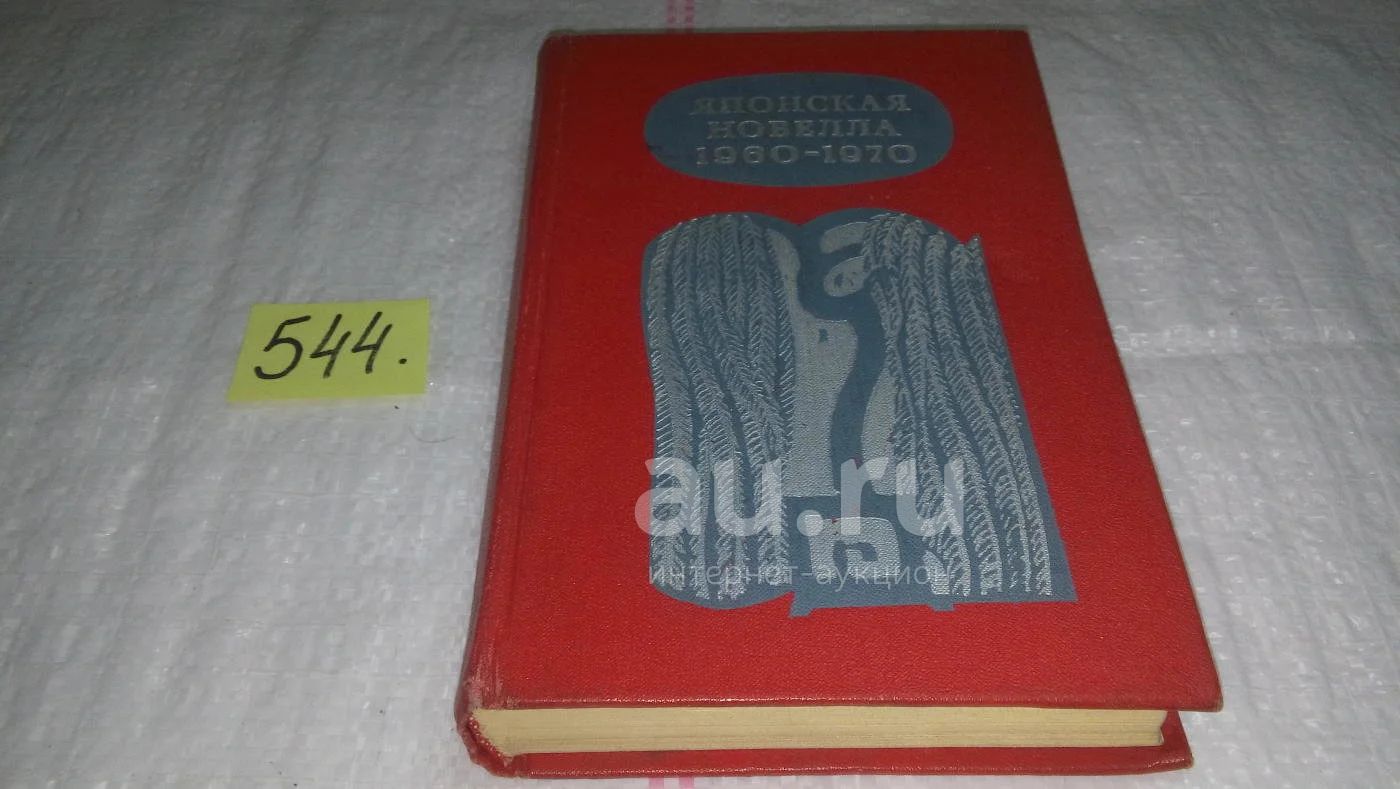 ЯПОНСКАЯ
НОВЕЛЛА
1960-1970
544.
au.ru
интернет-аукцион